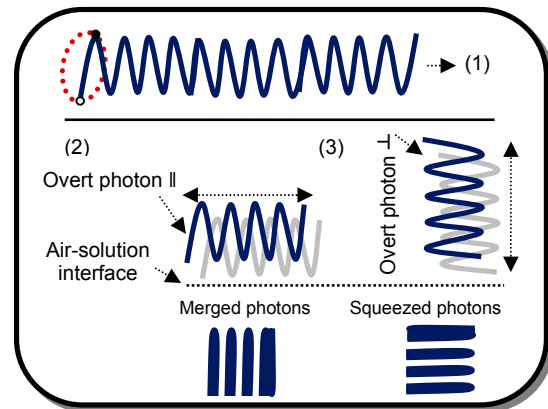 (1)
(2)
(3)
Overt photon ǁ
Overt photon ⊥
Air-solution
interface
Merged photons
Squeezed photons